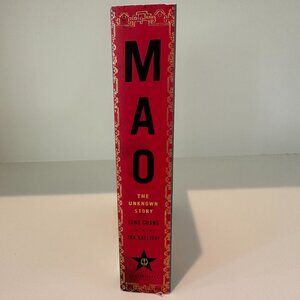 MAO
THE
UNKNOWN
STORY
JUNG CHANG
JON HALLIDAY